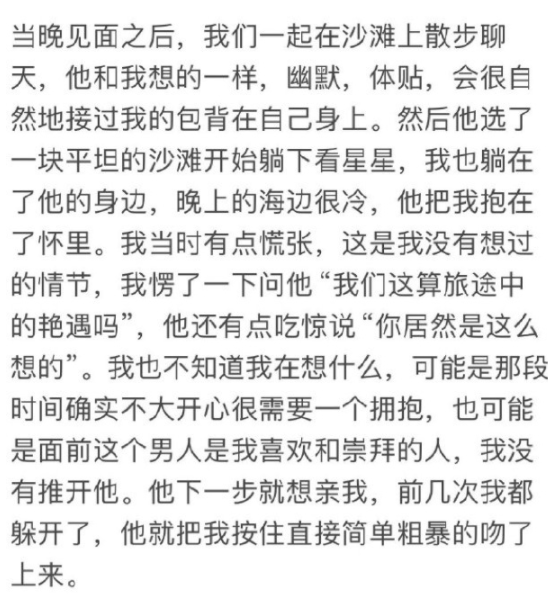 当晚见面之后，我们一起在沙滩上散步聊
天，他和我想的一样，幽默，体贴，会很自
然地接过我的包背在自己身上。然后他选了
一块平坦的沙滩开始躺下看星星，我也躺在
了他的身边，晚上的海边很冷，他把我抱在
了怀里。我当时有点慌张，这是我没有想过
的情节，我愣了一下问他“我们这算旅途中
的艳遇吗”，他还有点吃惊说“你居然是这么
想的”。我也不知道我在想什么，可能是那段
时间确实不大开心很需要一个拥抱，也可能
是面前这个男人是我喜欢和崇拜的人，我没
有推开他。他下一步就想亲我，前几次我都
躲开了，他就把我按住直接简单粗暴的吻了
上来。